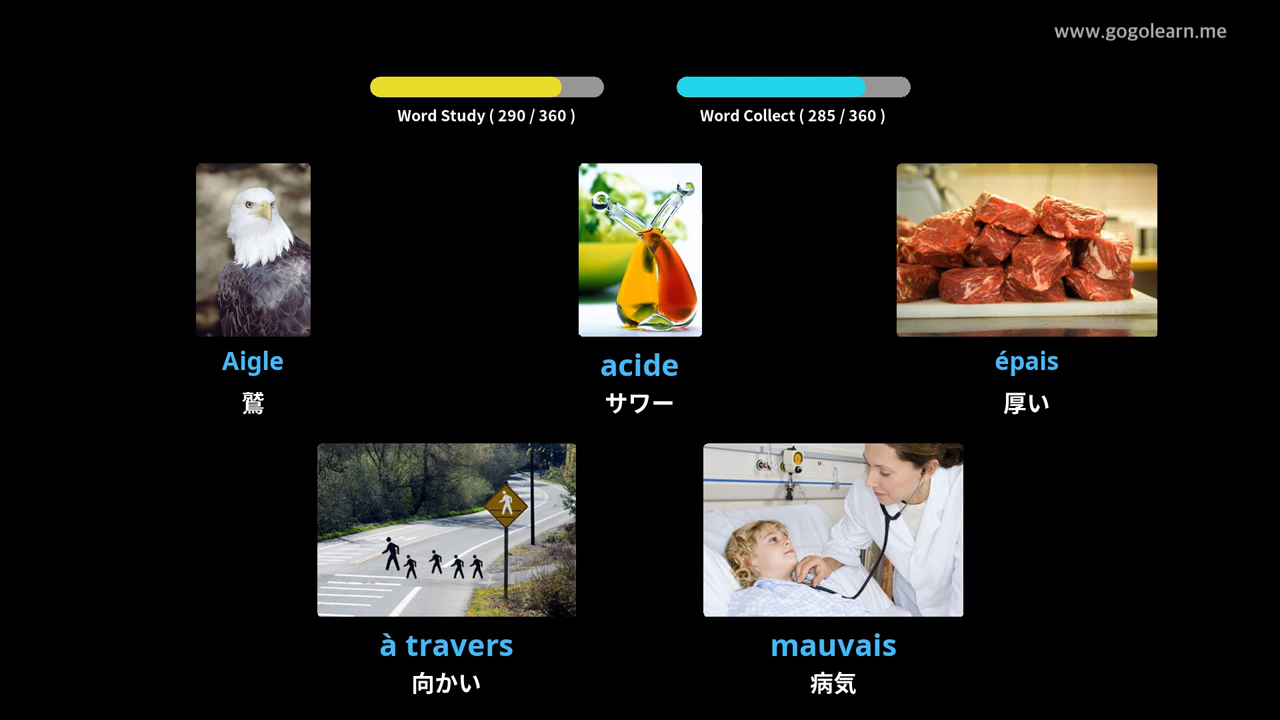 www.gogolearn.me
Word Study ( 290 / 360 )
Word Collect ( 285 / 360 )
Aigle
鷲
acide
サワー
épais
厚い
à travers
向かい
mauvais
病気